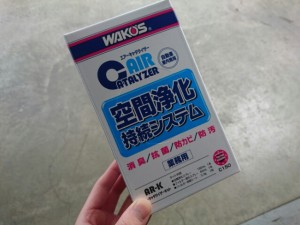 WAKO'S
エアーキャタライザー
AIR
CATALYZER
空間浄化
持続システム
消臭/抗菌/防カビ/防汚
業務用
AR-K
E180